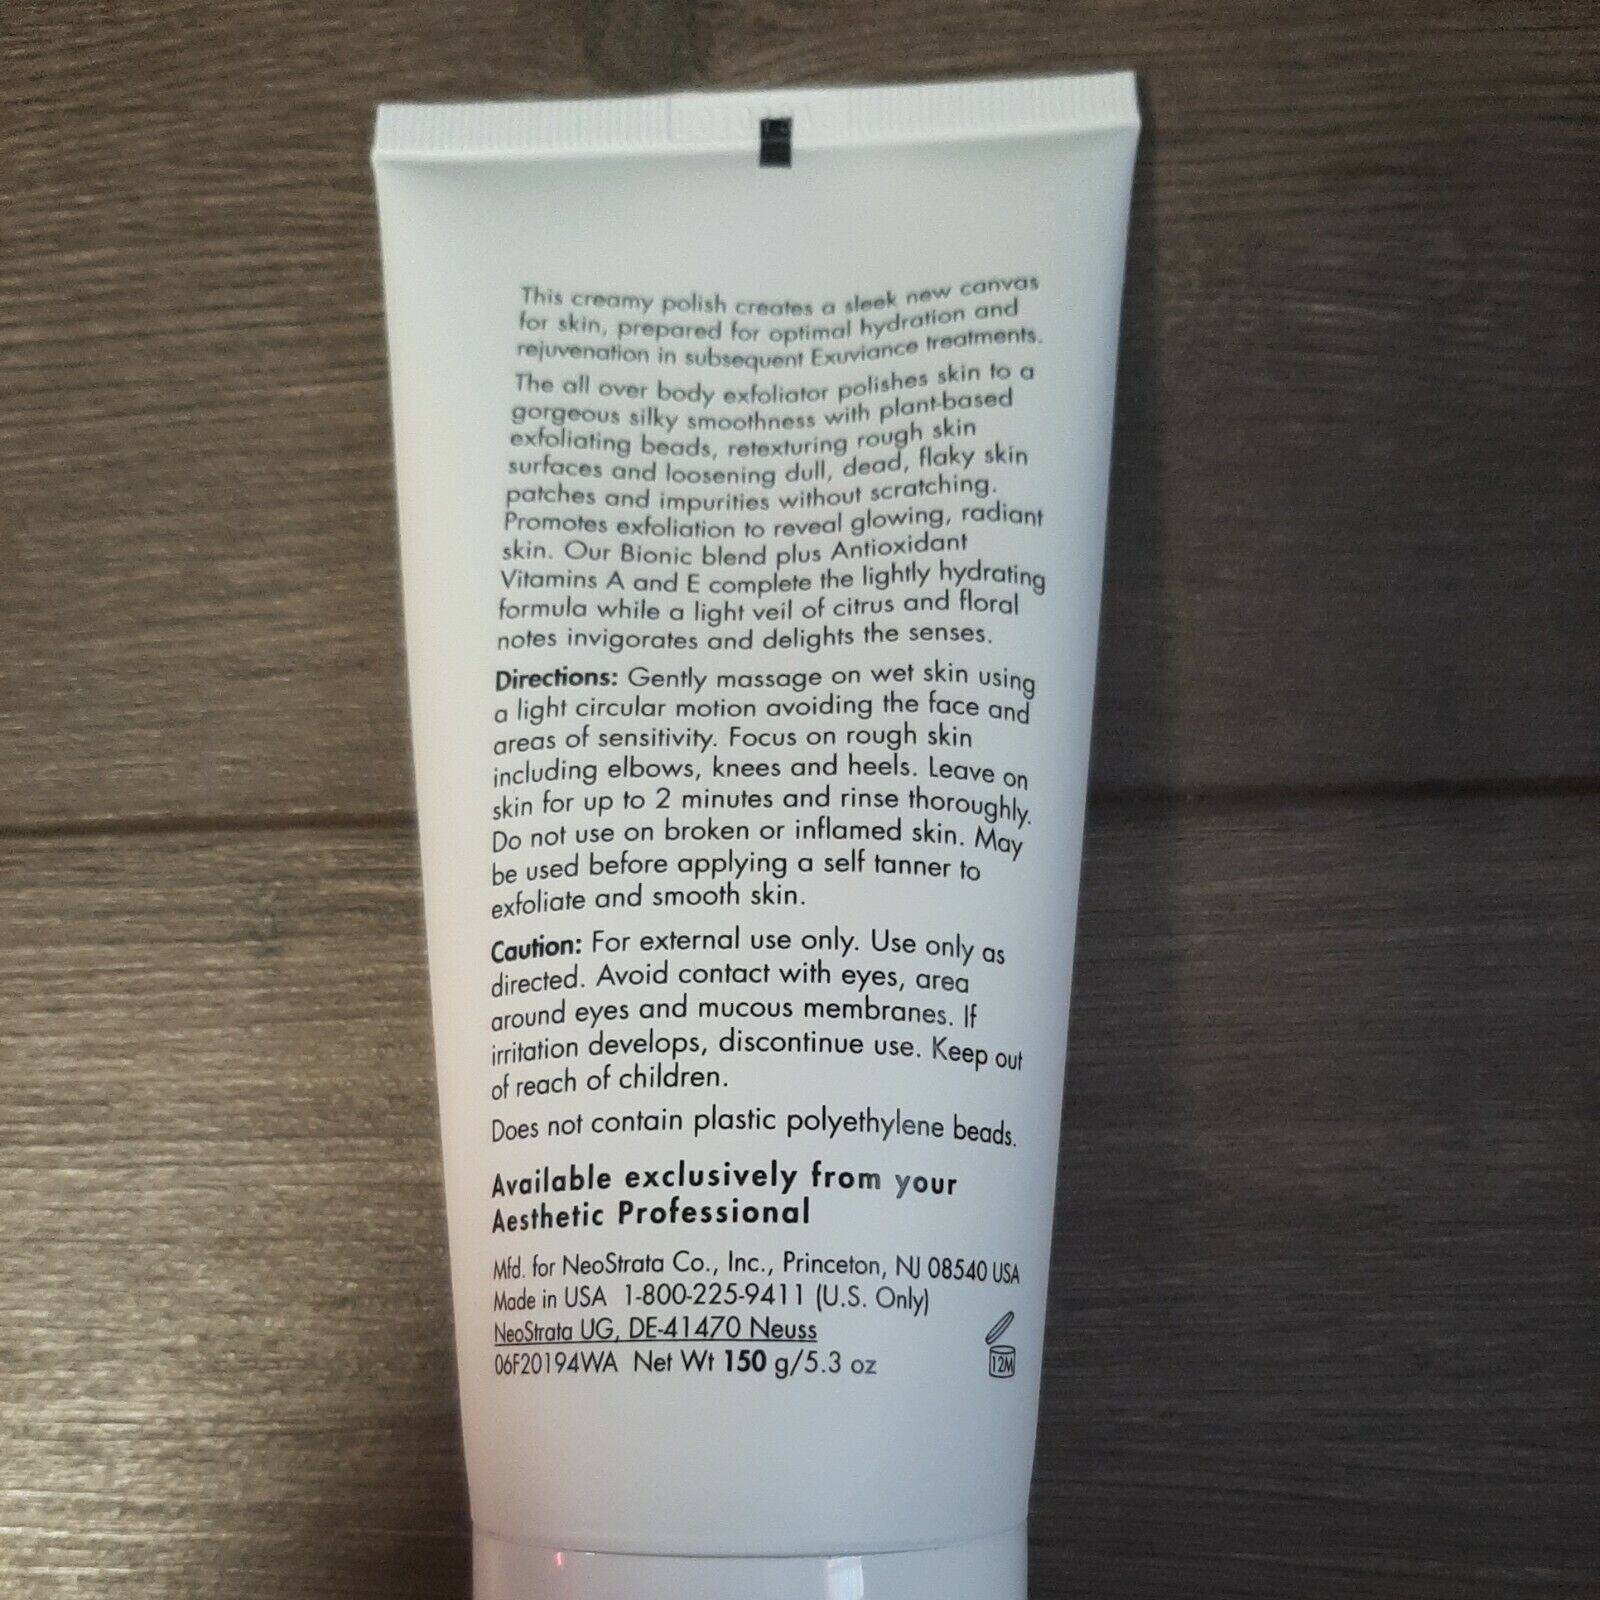 This creamy polish creates a sleek new canvas
for skin, prepared for optimal hydration and
rejuvenation in subsequent Exuviance treatments.
The all over body exfoliator polishes skin to a
gorgeous silky smoothness with plant-based
exfoliating beads, retexturing rough skin
surfaces and loosening dull, dead, flaky skin
patches and impurities without scratching.
Promotes exfoliation to reveal glowing, radiant
skin. Our Bionic blend plus Antioxidant
Vitamins A and E complete the lightly hydrating
formula while a light veil of citrus and floral
notes invigorates and delights the senses.
Directions: Gently massage on wet skin using
a light circular motion avoiding the face and
areas of sensitivity. Focus on rough skin
including elbows, knees and heels. Leave on
skin for up to 2 minutes and rinse thoroughly.
Do not use on broken or inflamed skin. May
be used before applying a self tanner to
exfoliate and smooth skin.
Caution: For external use only. Use only as
directed. Avoid contact with eyes, area
around eyes and mucous membranes. If
irritation develops, discontinue use. Keep out
of reach of children.
Does not contain plastic polyethylene beads.
Available exclusively from your
Aesthetic Professional
Mfd. for NeoStrata Co., Inc., Princeton, NJ 08540 USA
Made in USA 1-800-225-9411 (U.S. Only)
NeoStrata UG, DE-41470 Neuss
06F20194WA Net Wt 150 g/5.3 oz
12M